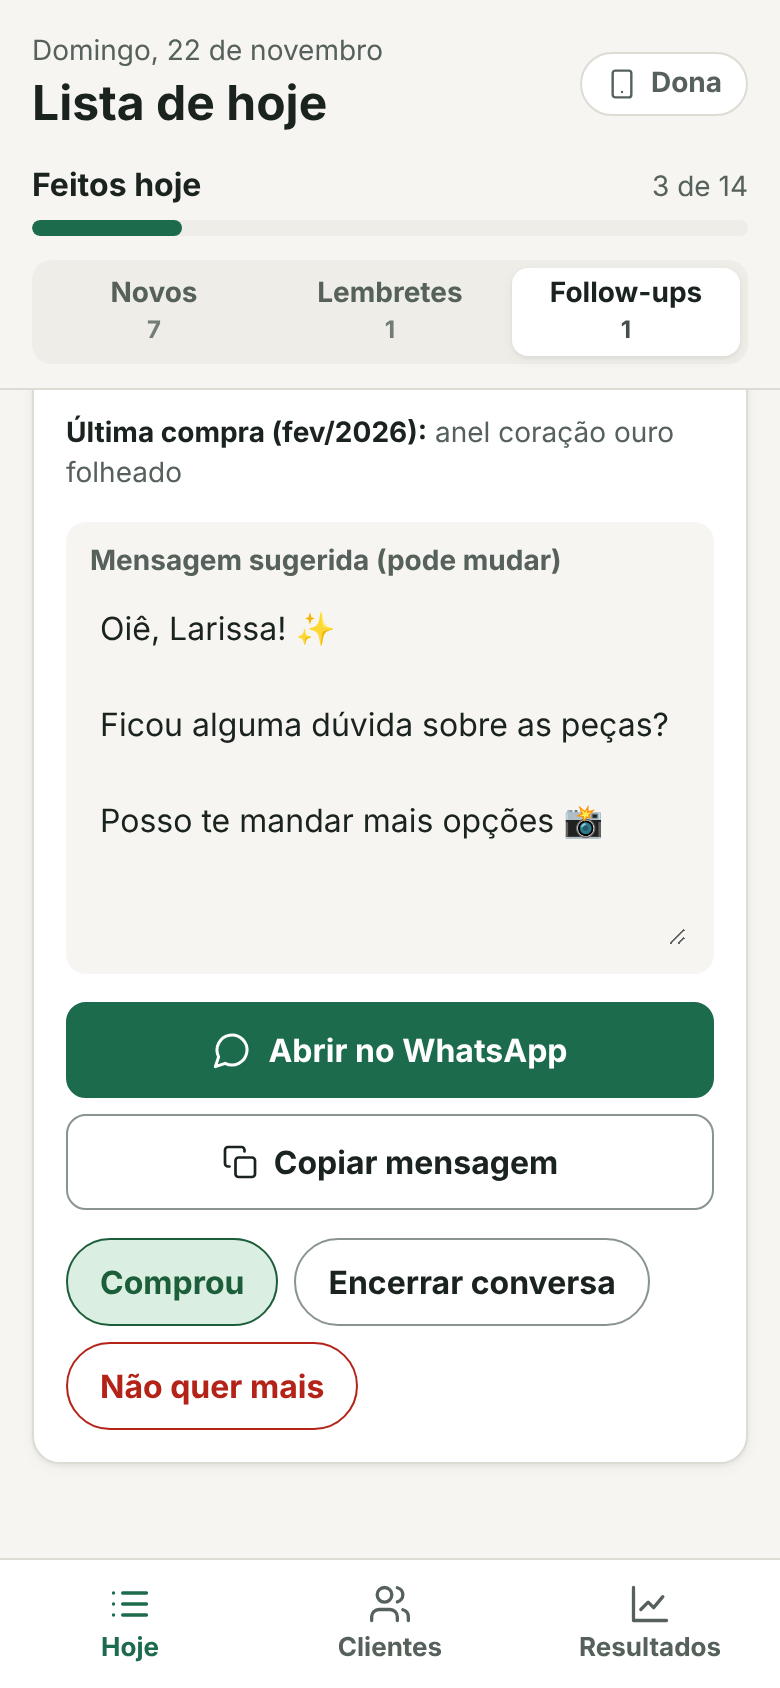 Domingo, 22 de novembro
Lista de hoje
Dona
Feitos hoje
3 de 14
Novos
7
Lembretes
1
Follow-ups
1
Última compra (fev/2026): anel coração ouro
folheado
Mensagem sugerida (pode mudar)
Oiê, Larissa! ✨
Ficou alguma dúvida sobre as peças?
Posso te mandar mais opções 📸
Abrir no WhatsApp
Copiar mensagem
Comprou
Encerrar conversa
Não quer mais
Hoje
Clientes
Resultados